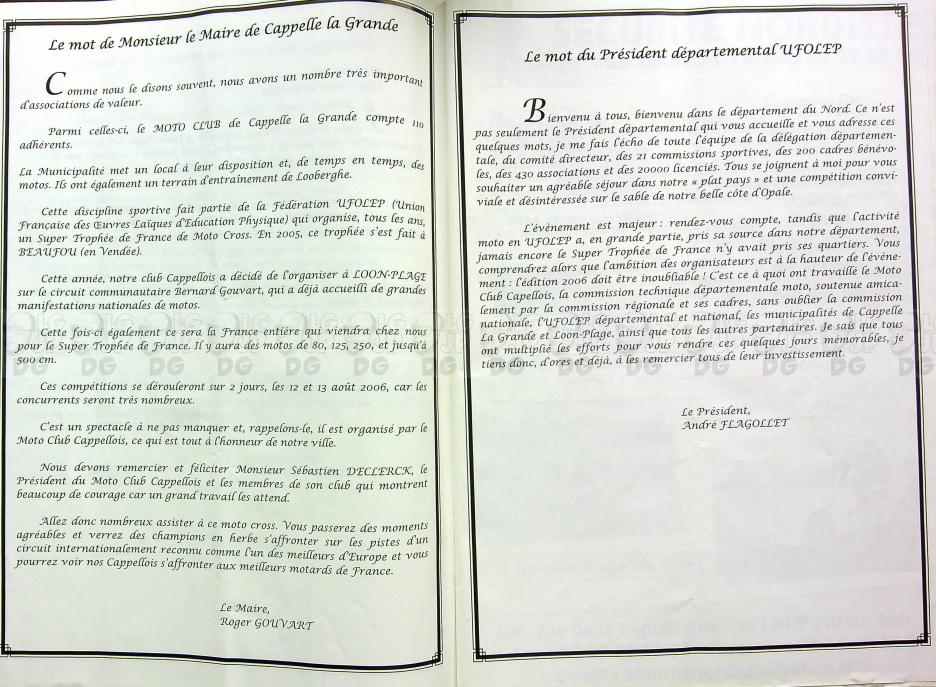 Le mot de Monsieur le Maire de Cappelle la Grande
Comme nous le disons souvent, nous avons un nombre très important
d'associations de valeur.
Parmi celles-ci, le MOTO CLUB de Cappelle la Grande compte 110
adhérents.
La Municipalité met un local à leur disposition et, de temps en temps, des
motos. Ils ont également un terrain d'entraînement de Looberghe.
Cette discipline sportive fait partie de la Fédération UFOLEP (Union
Française des Œuvres Laïques d'Education Physique) qui organise, tous les ans,
un Super Trophée de France de Moto Cross. En 2005, ce trophée s'est fait à
BEAUFOU (en Vendée).
Cette année, notre club Cappellois a décidé de l'organiser à LOON-PLAGE
sur le circuit communautaire Bernard Gouvart, qui a déjà accueilli de grandes
manifestations nationales de motos.
Cette fois-ci également ce sera la France entière qui viendra chez nous
pour le Super Trophée de France. Il y aura des motos de 80, 125, 250, et jusqu'à
500 cm.
Ces compétitions se dérouleront sur 2 jours, les 12 et 13 août 2006, car les
concurrents seront très nombreux.
C'est un spectacle à ne pas manquer et, rappelons-le, il est organisé par le
Moto Club Cappellois, ce qui est tout à l'honneur de notre ville.
Nous devons remercier et féliciter Monsieur Sébastien DECLERCK, le
Président du Moto Club Cappellois et les membres de son club qui montrent
beaucoup de courage car un grand travail les attend.
Allez donc nombreux assister à ce moto cross. Vous passerez des moments
agréables et verrez des champions en herbe s'affronter sur les pistes d'un
circuit internationalement reconnu comme l'un des meilleurs d'Europe et vous
pourrez voir nos Cappellois s'affronter aux meilleurs motards de France.
Le Maire,
Roger GOUVART
Le mot du Président départemental UFOLEP
Bienvenu à tous, bienvenu dans le département du Nord. Ce n'est
pas seulement le Président départemental qui vous accueille et vous adresse ces
quelques mots, je me fais l'écho de toute l'équipe de la délégation départemen-
tale, du comité directeur, des 21 commissions sportives, des 200 cadres bénévo-
les, des 430 associations et des 20000 licenciés. Tous se joignent à moi pour vous
souhaiter un agréable séjour dans notre « plat pays » et une compétition convi-
viale et désintéressée sur le sable de notre belle côte d'Opale.
L'évènement est majeur : rendez-vous compte, tandis que l'activité
moto en UFOLEP a, en grande partie, pris sa source dans notre département,
jamais encore le Super Trophée de France n'y avait pris ses quartiers. Vous
comprendrez alors que l'ambition des organisateurs est à la hauteur de l'évène-
ment : l'édition 2006 doit être inoubliable ! C'est ce à quoi ont travaillé le Moto
Club Capellois, la commission technique départementale moto, soutenue amica-
lement par la commission régionale et ses cadres, sans oublier la commission
nationale, l'UFOLEP départemental et national, les municipalités de Cappelle
La Grande et Loon-Plage, ainsi que tous les autres partenaires. Je sais que tous
ont multiplié les efforts pour vous rendre ces quelques jours mémorables, je
tiens donc, d'ores et déjà, à les remercier tous de leur investissement.
Le Président,
André FLAGOLLET